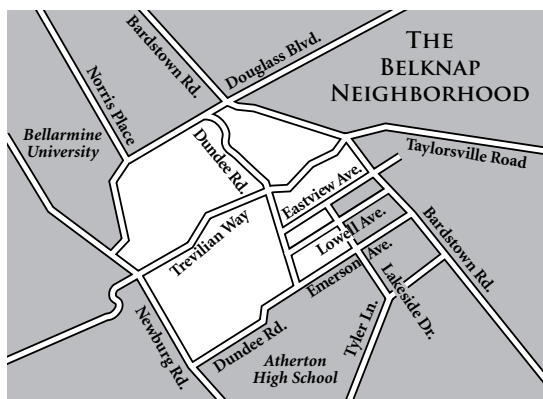 THE
BELKNAP
NEIGHBORHOOD
Bardstown Rd.
Douglass Blvd.
Norris Place
Bellarmine
University
Dundee Rd.
Taylorsville Road
Eastview Ave.
Trevilian Way
Lowell Ave.
Bardstown Rd.
Emerson Ave.
Lakeside Dr.
Newburg Rd.
Dundee Rd.
Tyler Ln.
Atherton
High School